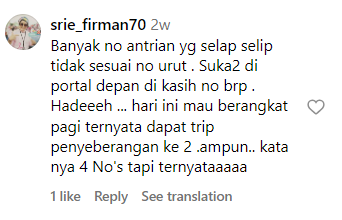 srie_firman70 2w
Banyak no antrian yg selap selip
tidak sesuai no urut . Suka2 di
portal depan di kasih no brp .
Hadeeeh ... hari ini mau berangkat
pagi ternyata dapat trip
penyeberangan ke 2 .ampun.. kata
nya 4 No's tapi ternyataaaaa
1 like Reply See translation